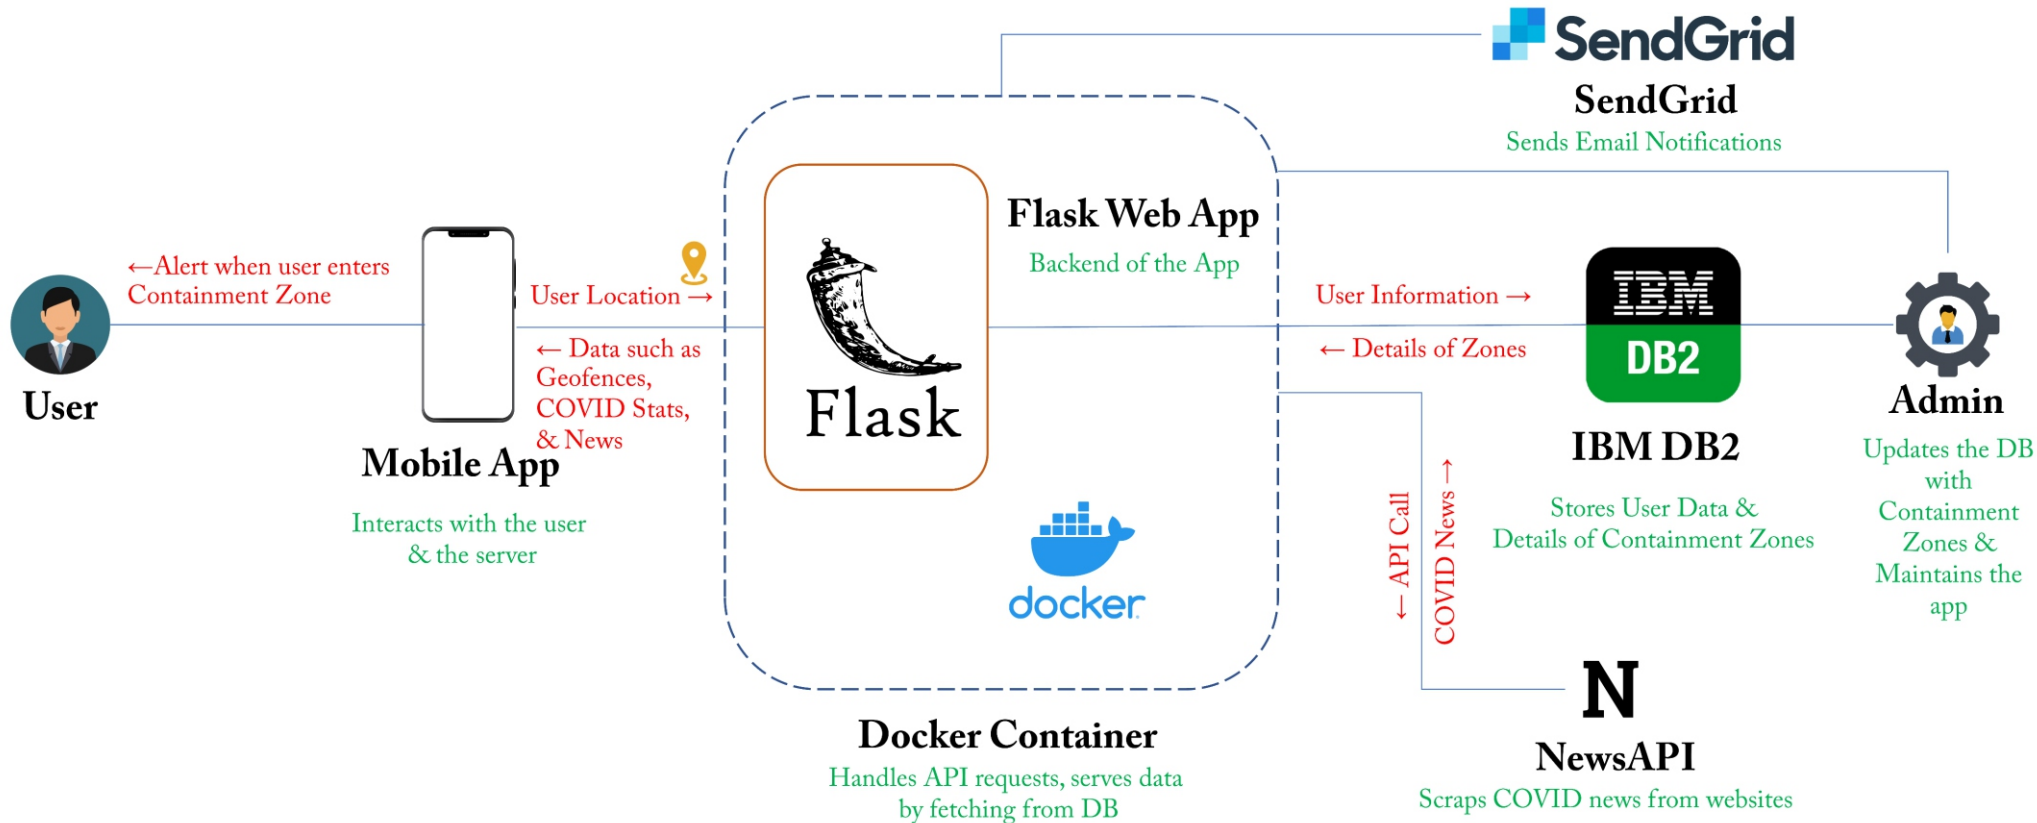 SendGrid
SendGrid
Sends Email Notifications
Flask Web App
Backend of the App
←Alert when user enters
Containment Zone
User
User Location →
← Data such as
Geofences,
COVID Stats,
& News
Mobile App
Interacts with the user
& the server
Flask
docker
Docker Container
Handles API requests, serves data
by fetching from DB
User Information →
← Details of Zones
IBM
DB2
IBM DB2
Stores User Data &
Details of Containment Zones
Admin
Updates the DB
with
Containment
Zones &
Maintains the
app
← API Call
COVID News →
N
NewsAPI
Scraps COVID news from websites